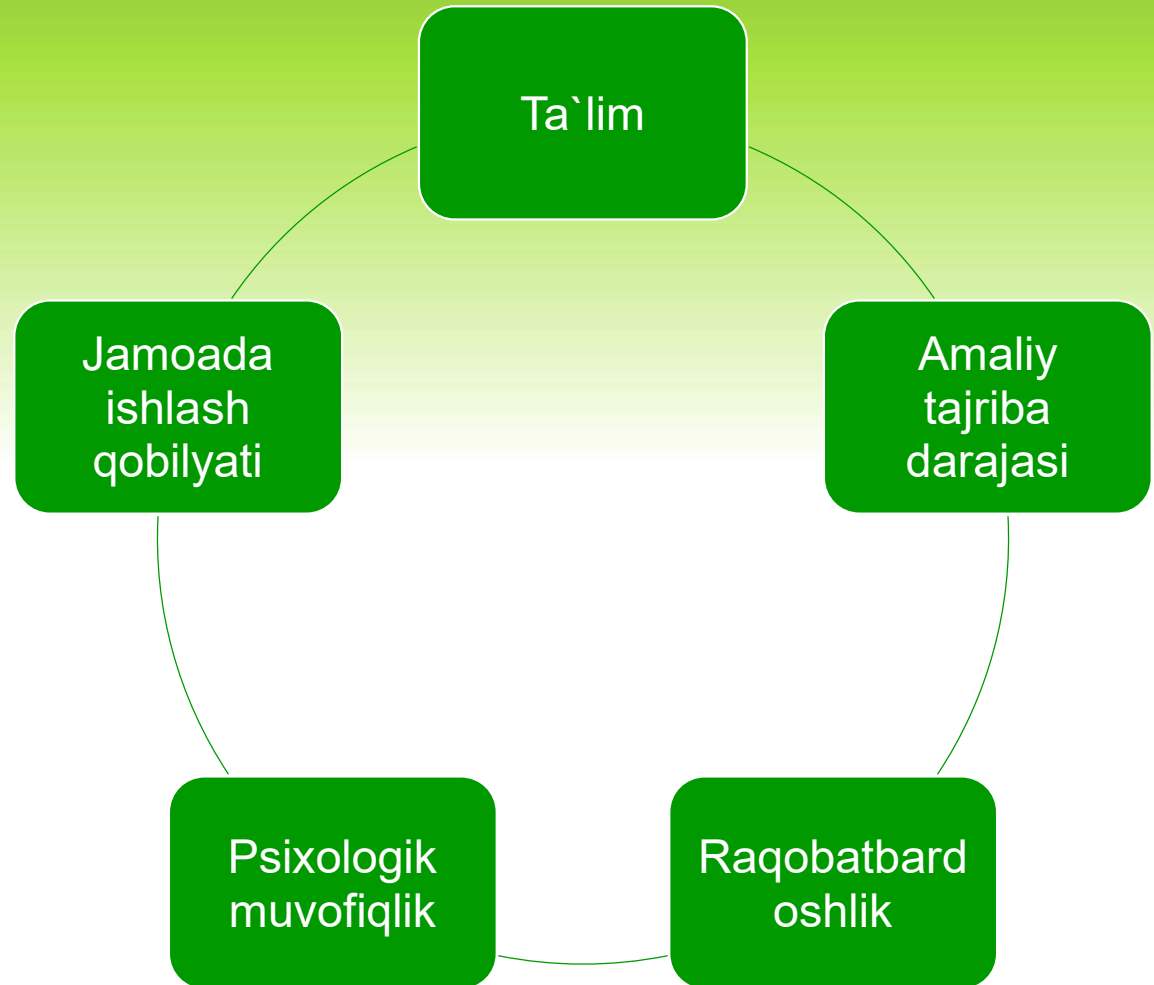 Ta`lim
Amaliy
tajriba
darajasi
Raqobatbard
oshlik
Psixologik
muvofiqlik
Jamoada
ishlash
qobilyati